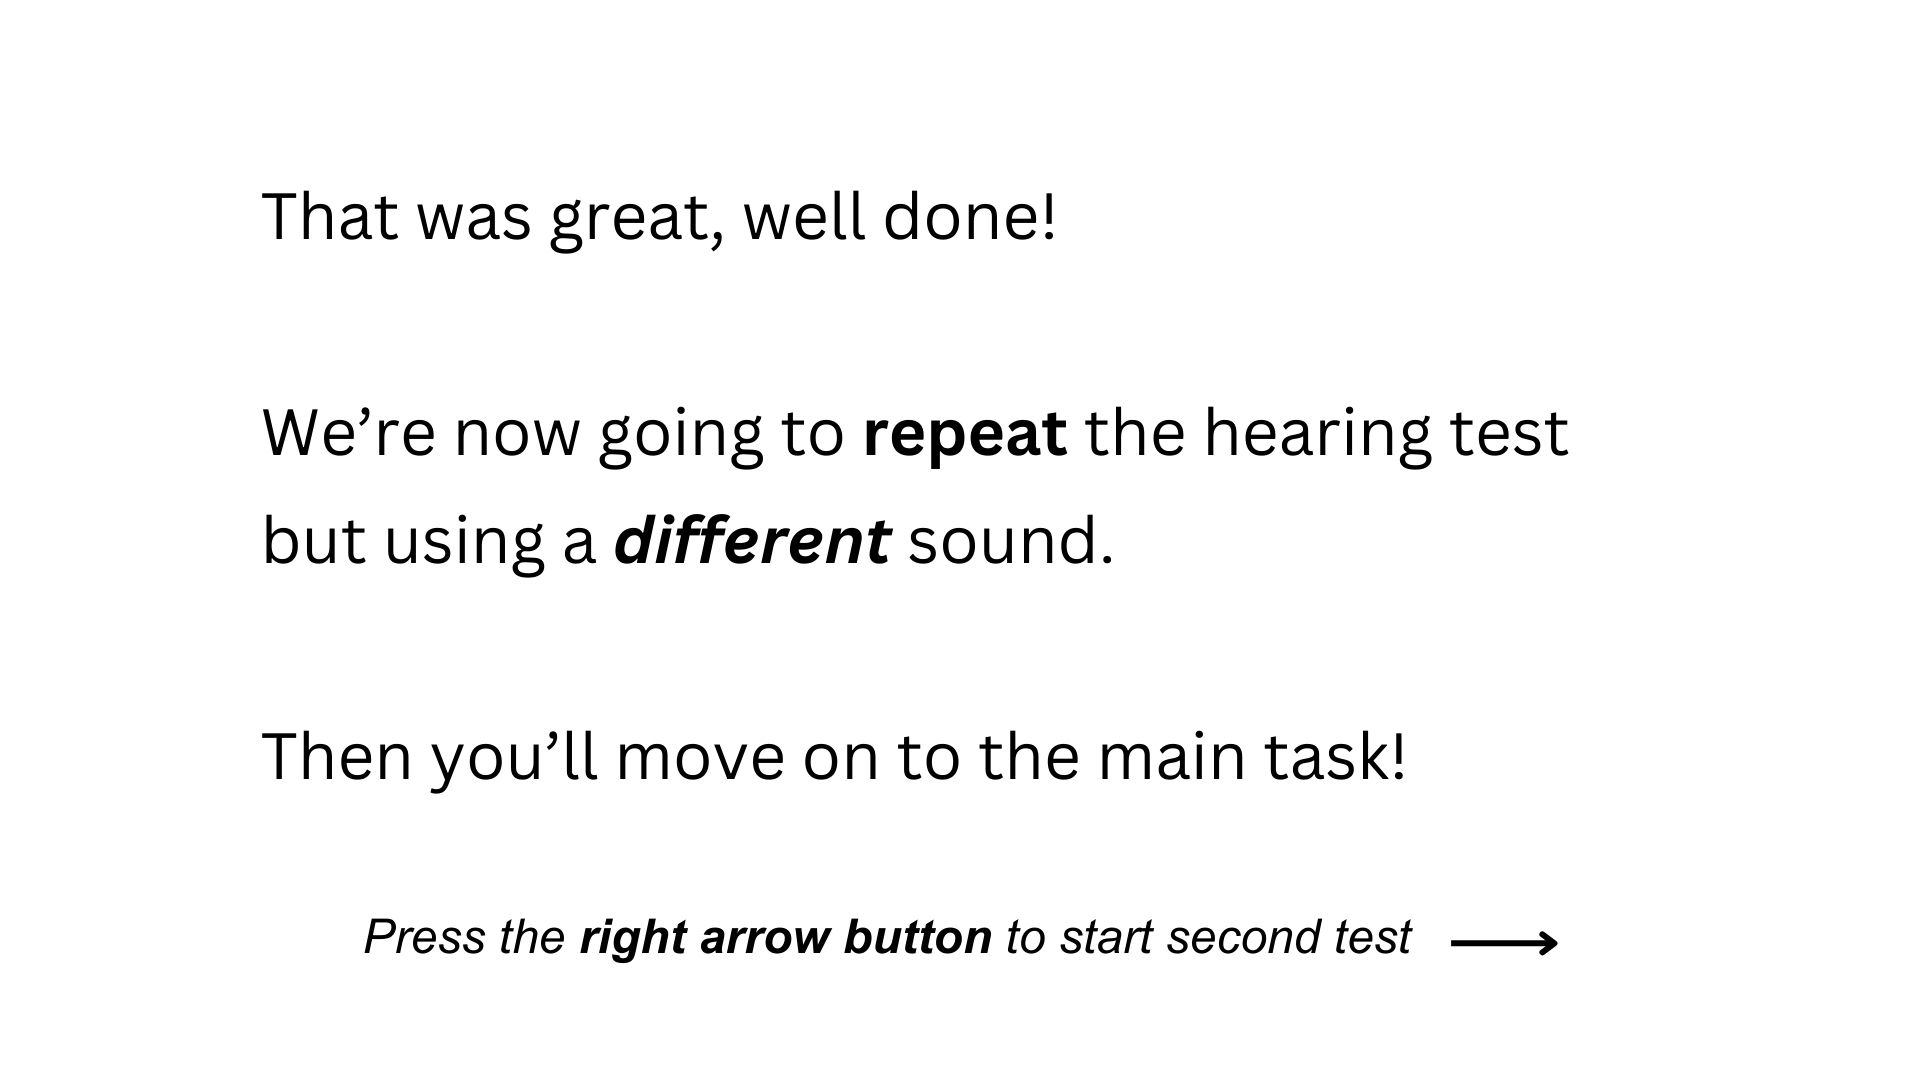 That was great, well done!
We’re now going to repeat the hearing test
but using a different sound.
Then you’ll move on to the main task!
Press the right arrow button to start second test